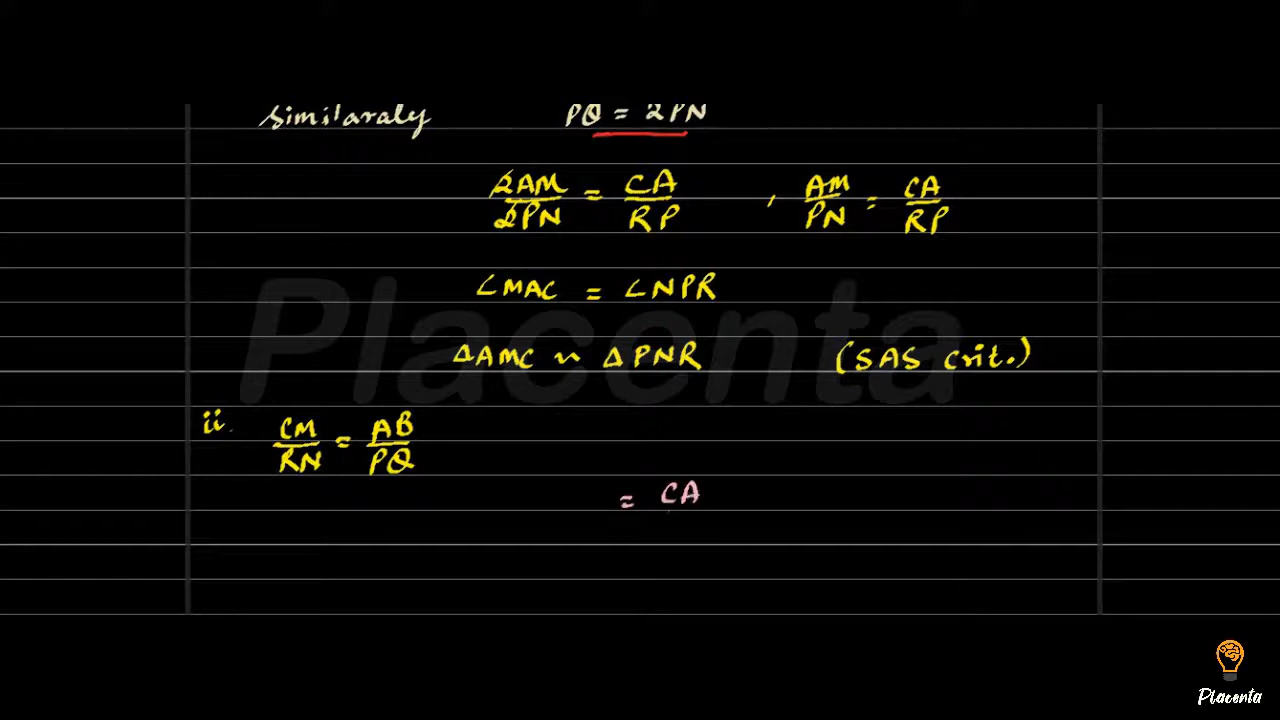 Similaraly PQ = 2PN
2AM/2PN = CA/RP , AM/PN = CA/RP
∠MAC = ∠NPR
Placenta
ΔAMC ~ ΔPNR (SAS crit.)
ii. CM/RN = AB/PQ
= CA
Placenta